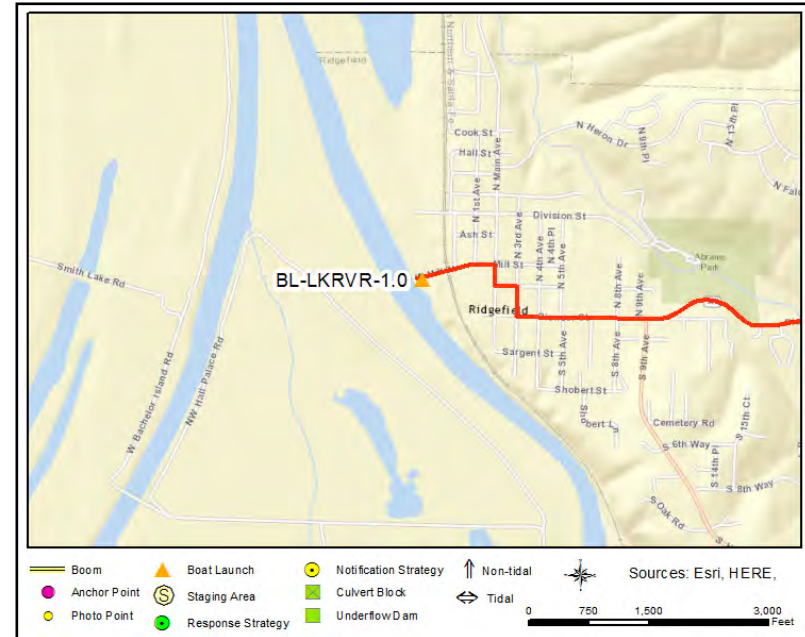 Ridgefield
Northern & Santa Fe
Cook St
Hall St
N 1st Ave
N Main Ave
N Heron Dr
N 9th Pl
N 13th Pl
Division St
Ash St
N 3rd Ave
N 4th Ave
N 4th Pl
N 5th Ave
Abrams
Park
Smith Lake Rd
BL-LKRVR-1.0
Mill St
N 8th Ave
N 9th Ave
Ridgefield
W Bachelor Island Rd
NW Hall Palace Rd
Sargent St
S 5th Ave
S 8th Ave
S 9th Ave
Shobert St
Shobert Ln
Cemetery Rd
S 6th Way
S 14th Pl
S 15th Ct
S 8th Way
S Oak Rd
Boom
Boat Launch
Notification Strategy
Non-tidal
Sources: Esri, HERE,
Anchor Point
S Staging Area
Culvert Block
Tidal
Photo Point
Response Strategy
Underflow Dam
0 750 1,500 3,000
Feet